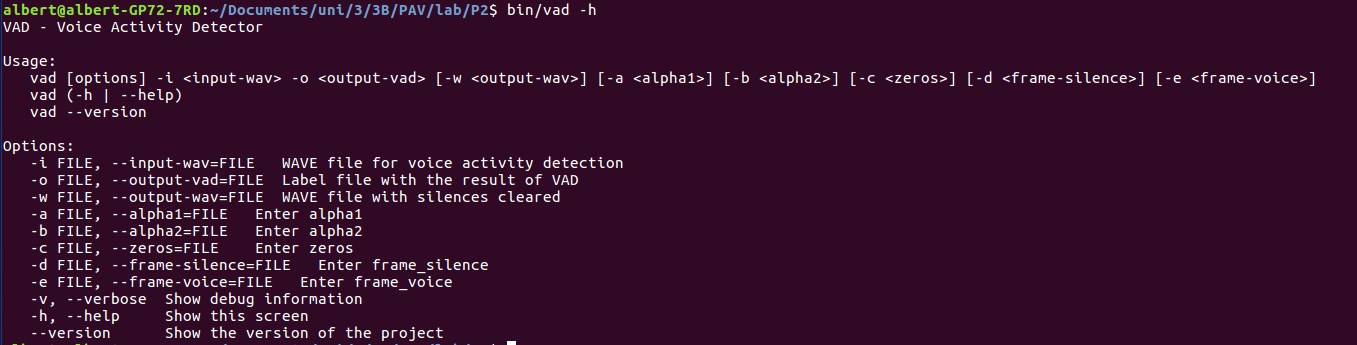 albert@albert-GP72-7RD:~/Documents/uni/3/3B/PAV/lab/P2$ bin/vad -h
VAD - Voice Activity Detector
Usage:
vad [options] -i <input-wav> -o <output-vad> [-w <output-wav>] [-a <alpha1>] [-b <alpha2>] [-c <zeros>] [-d <frame-silence>] [-e <frame-voice>]
vad (-h | --help)
vad --version
Options:
-i FILE, --input-wav=FILE   WAVE file for voice activity detection
-o FILE, --output-vad=FILE  Label file with the result of VAD
-w FILE, --output-wav=FILE  WAVE file with silences cleared
-a FILE, --alpha1=FILE   Enter alpha1
-b FILE, --alpha2=FILE   Enter alpha2
-c FILE, --zeros=FILE    Enter zeros
-d FILE, --frame-silence=FILE   Enter frame_silence
-e FILE, --frame-voice=FILE   Enter frame_voice
-v, --verbose  Show debug information
-h, --help     Show this screen
--version      Show the version of the project